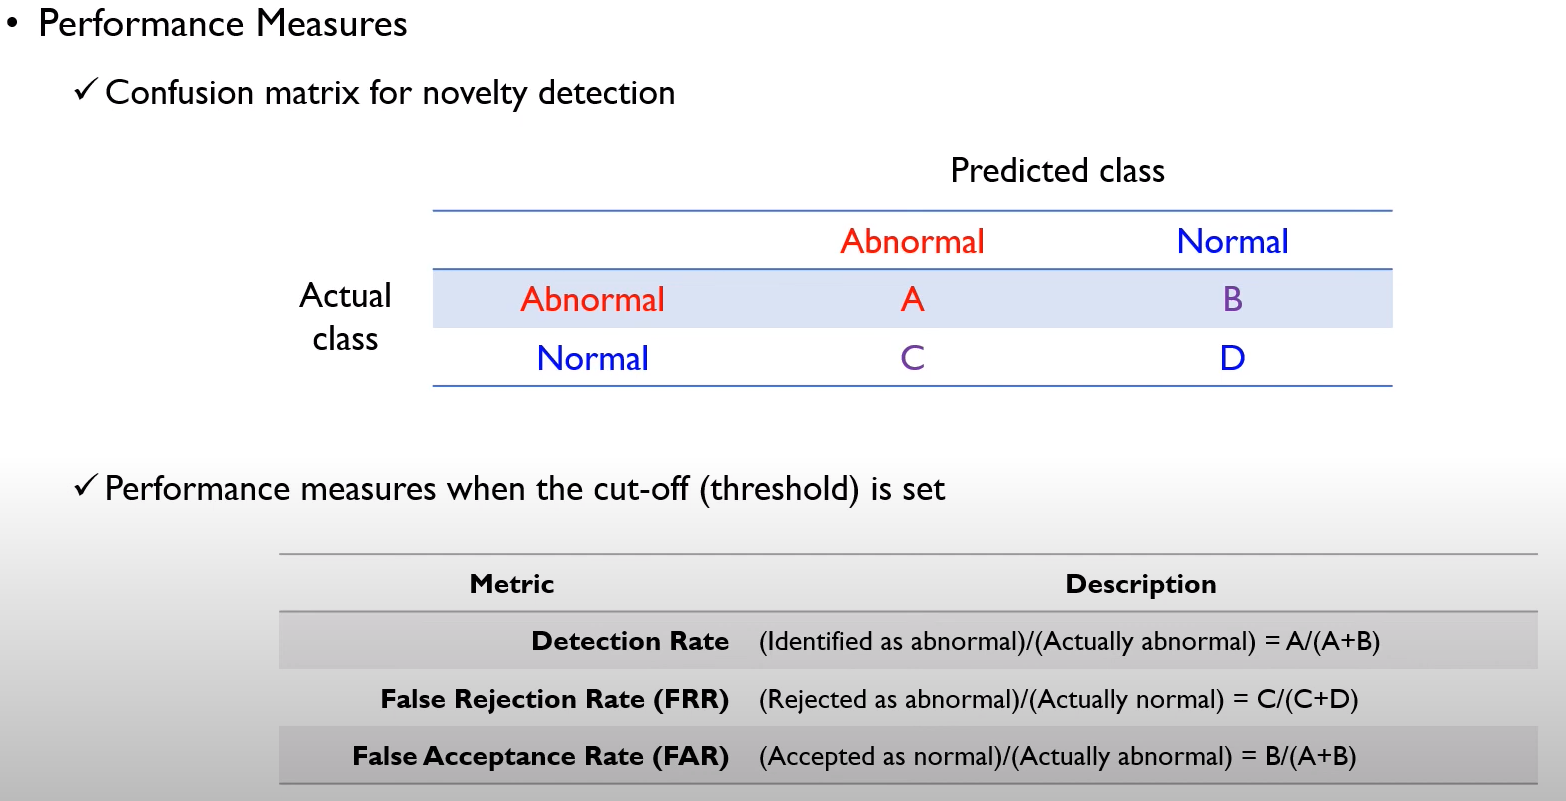 • Performance Measures
✓ Confusion matrix for novelty detection
Predicted class
Abnormal Normal
Actual class
Abnormal A B
Normal C D
✓ Performance measures when the cut-off (threshold) is set
Metric Description
Detection Rate (Identified as abnormal)/(Actually abnormal) = A/(A+B)
False Rejection Rate (FRR) (Rejected as abnormal)/(Actually normal) = C/(C+D)
False Acceptance Rate (FAR) (Accepted as normal)/(Actually abnormal) = B/(A+B)